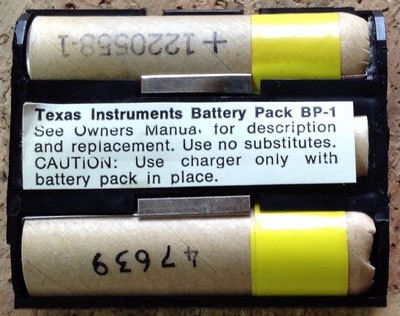 +1220558-1
Texas Instruments Battery Pack BP-1
See Owners Manual for description
and replacement. Use no substitutes.
CAUTION: Use charger only with
battery pack in place.
47639